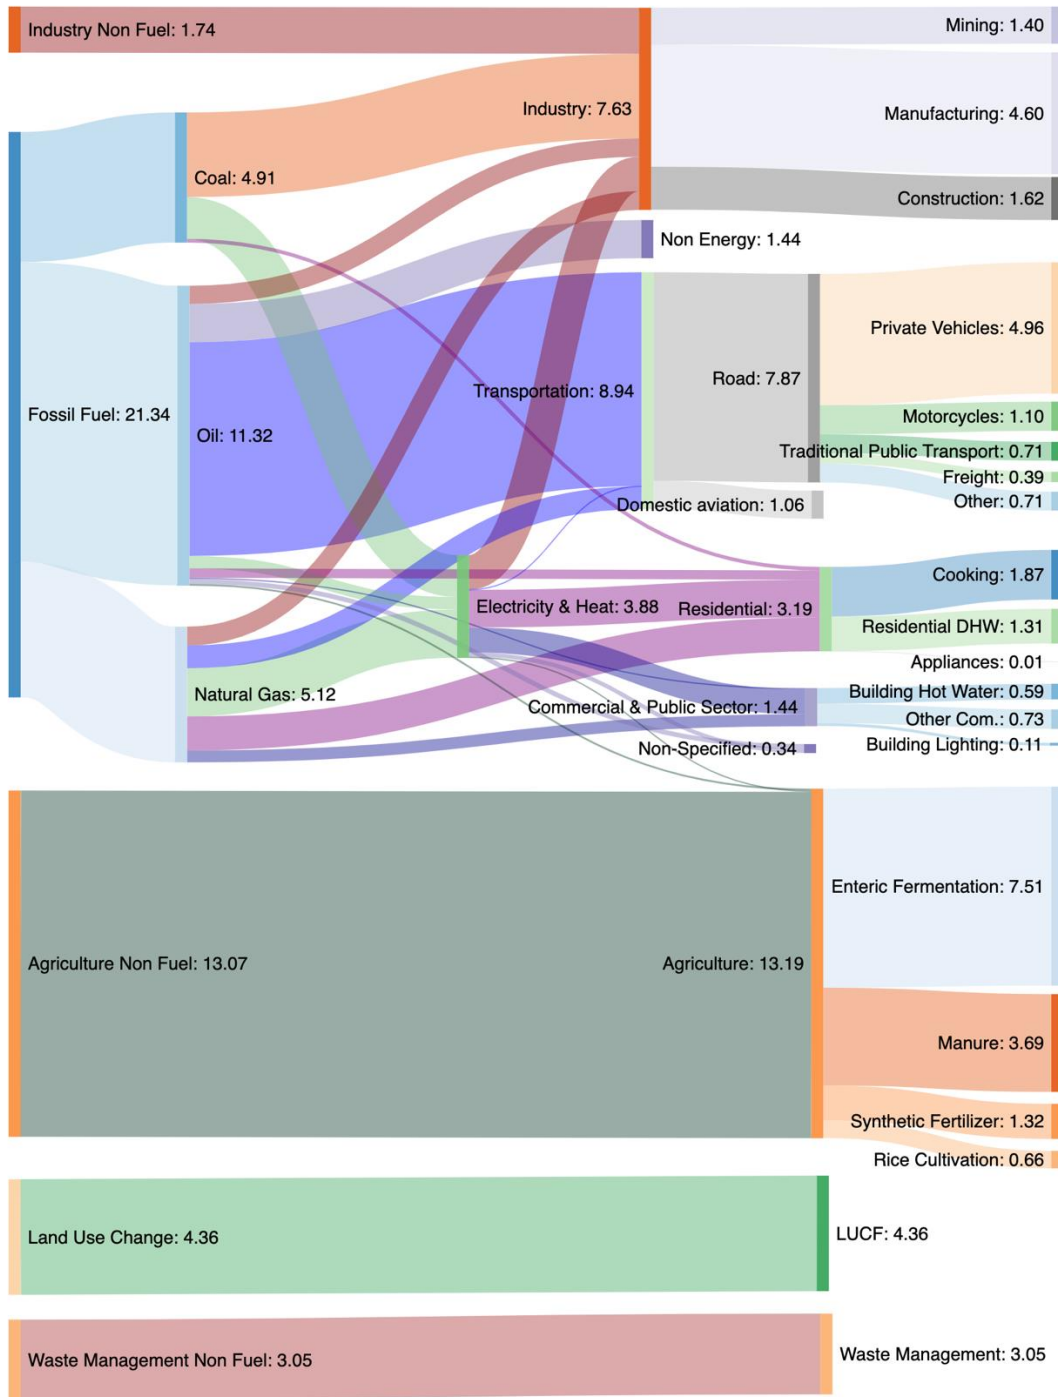 Industry Non Fuel: 1.74
Mining: 1.40
Industry: 7.63
Manufacturing: 4.60
Coal: 4.91
Construction: 1.62
Non Energy: 1.44
Private Vehicles: 4.96
Transportation: 8.94
Road: 7.87
Fossil Fuel: 21.34
Oil: 11.32
Motorcycles: 1.10
Traditional Public Transport: 0.71
Freight: 0.39
Domestic aviation: 1.06
Other: 0.71
Cooking: 1.87
Electricity & Heat: 3.88
Residential: 3.19
Residential DHW: 1.31
Appliances: 0.01
Natural Gas: 5.12
Commercial & Public Sector: 1.44
Building Hot Water: 0.59
Other Com.: 0.73
Non-Specified: 0.34
Building Lighting: 0.11
Enteric Fermentation: 7.51
Agriculture Non Fuel: 13.07
Agriculture: 13.19
Manure: 3.69
Synthetic Fertilizer: 1.32
Rice Cultivation: 0.66
Land Use Change: 4.36
LUCF: 4.36
Waste Management Non Fuel: 3.05
Waste Management: 3.05